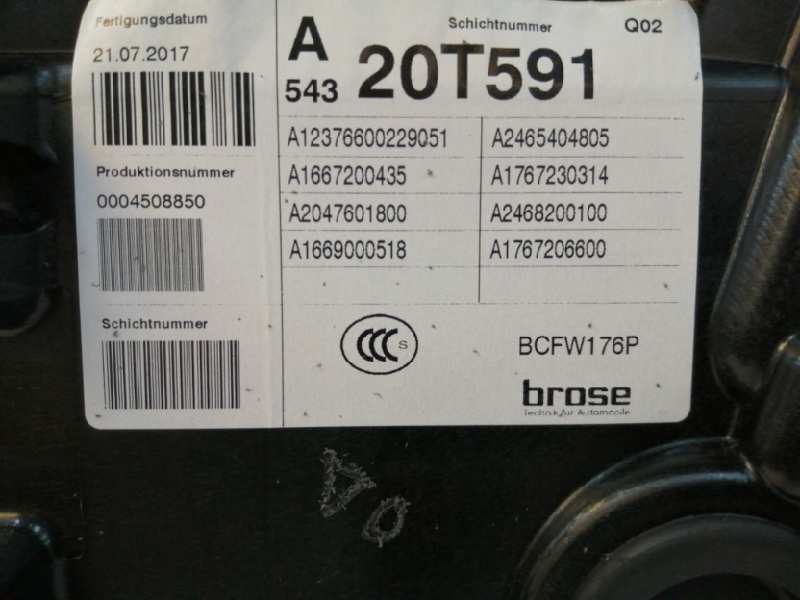 Fertigungsdatum
21.07.2017
Produktionsnummer
0004508850
Schichtnummer
A
543
Schichtnummer
Q02
20T591
A12376600229051 A2465404805
A1667200435 A1767230314
A2047601800 A2468200100
A1669000518 A1767206600
CCC S
BCFW176P
brose
Technik für Automobile